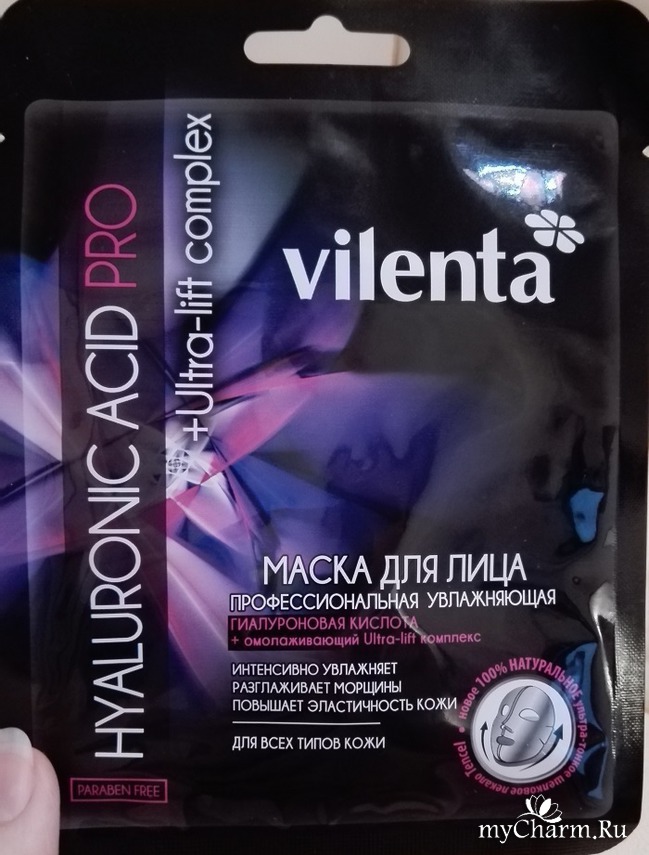 HYALURONIC ACID PRO
+Ultra-lift complex
vilenta
МАСКА ДЛЯ ЛИЦА
ПРОФЕССИОНАЛЬНАЯ УВЛАЖНЯЮЩАЯ
ГИАЛУРОНОВАЯ КИСЛОТА
+ омолаживающий Ultra-lift комплекс
ИНТЕНСИВНО УВЛАЖНЯЕТ
РАЗГЛАЖИВАЕТ МОРЩИНЫ
ПОВЫШАЕТ ЭЛАСТИЧНОСТЬ КОЖИ
ДЛЯ ВСЕХ ТИПОВ КОЖИ
• новое 100% НАТУРАЛЬНОЕ ультра-тонкое шелковое лекало Tencel
PARABEN FREE
myCharm.Ru